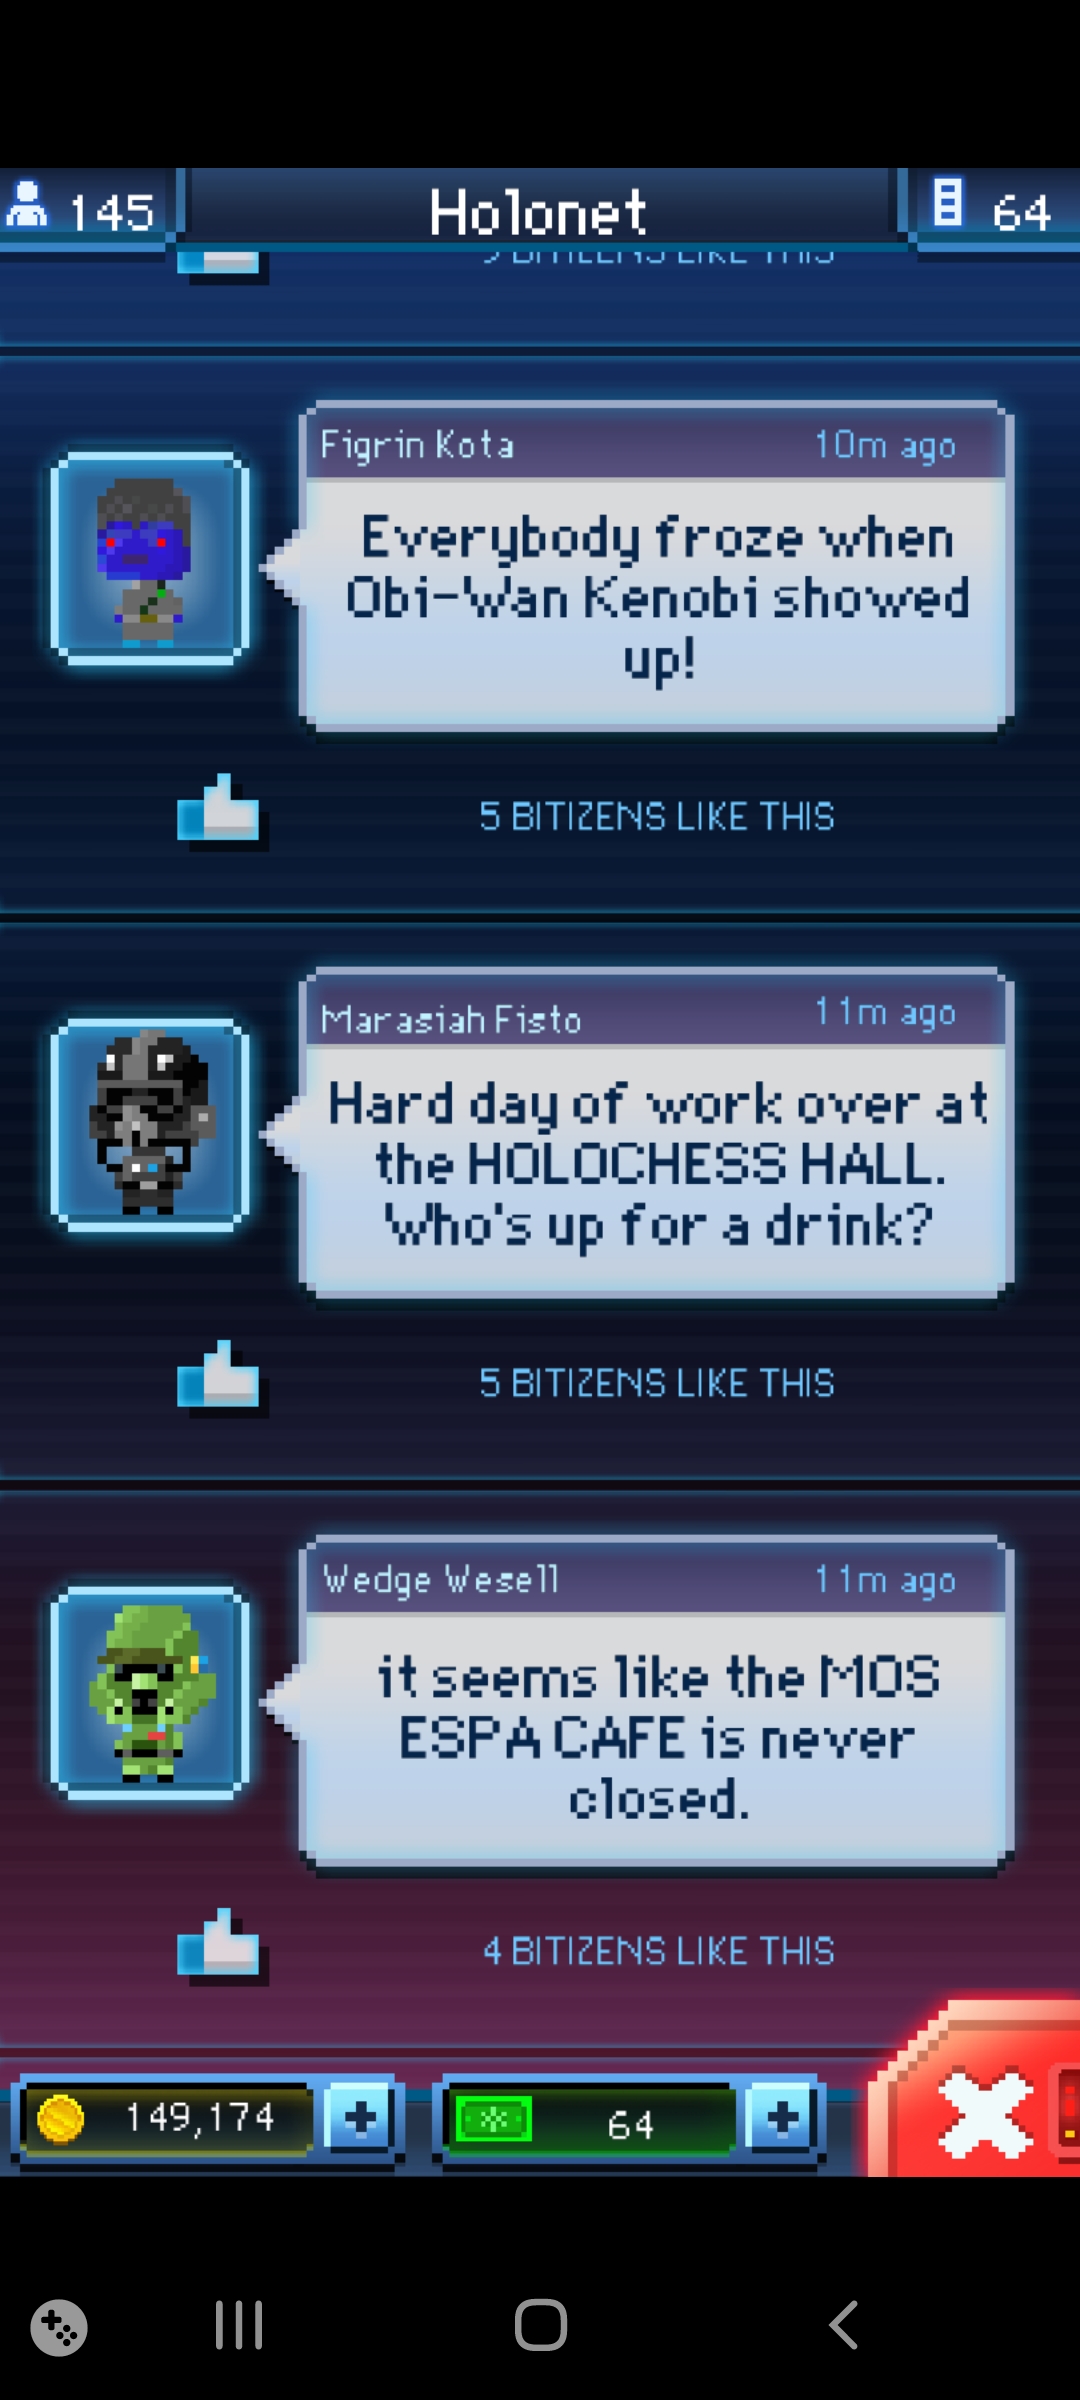 145 Holonet 64
9 BITIZENS LIKE THIS
Figrin Kota 10m ago
Everybody froze when
Obi-Wan Kenobi showed
up!
5 BITIZENS LIKE THIS
Marasiah Fisto 11m ago
Hard day of work over at
the HOLOCHESS HALL.
Who's up for a drink?
5 BITIZENS LIKE THIS
Wedge Wesell 11m ago
it seems like the MOS
ESPA CAFE is never
closed.
4 BITIZENS LIKE THIS
149,174 64